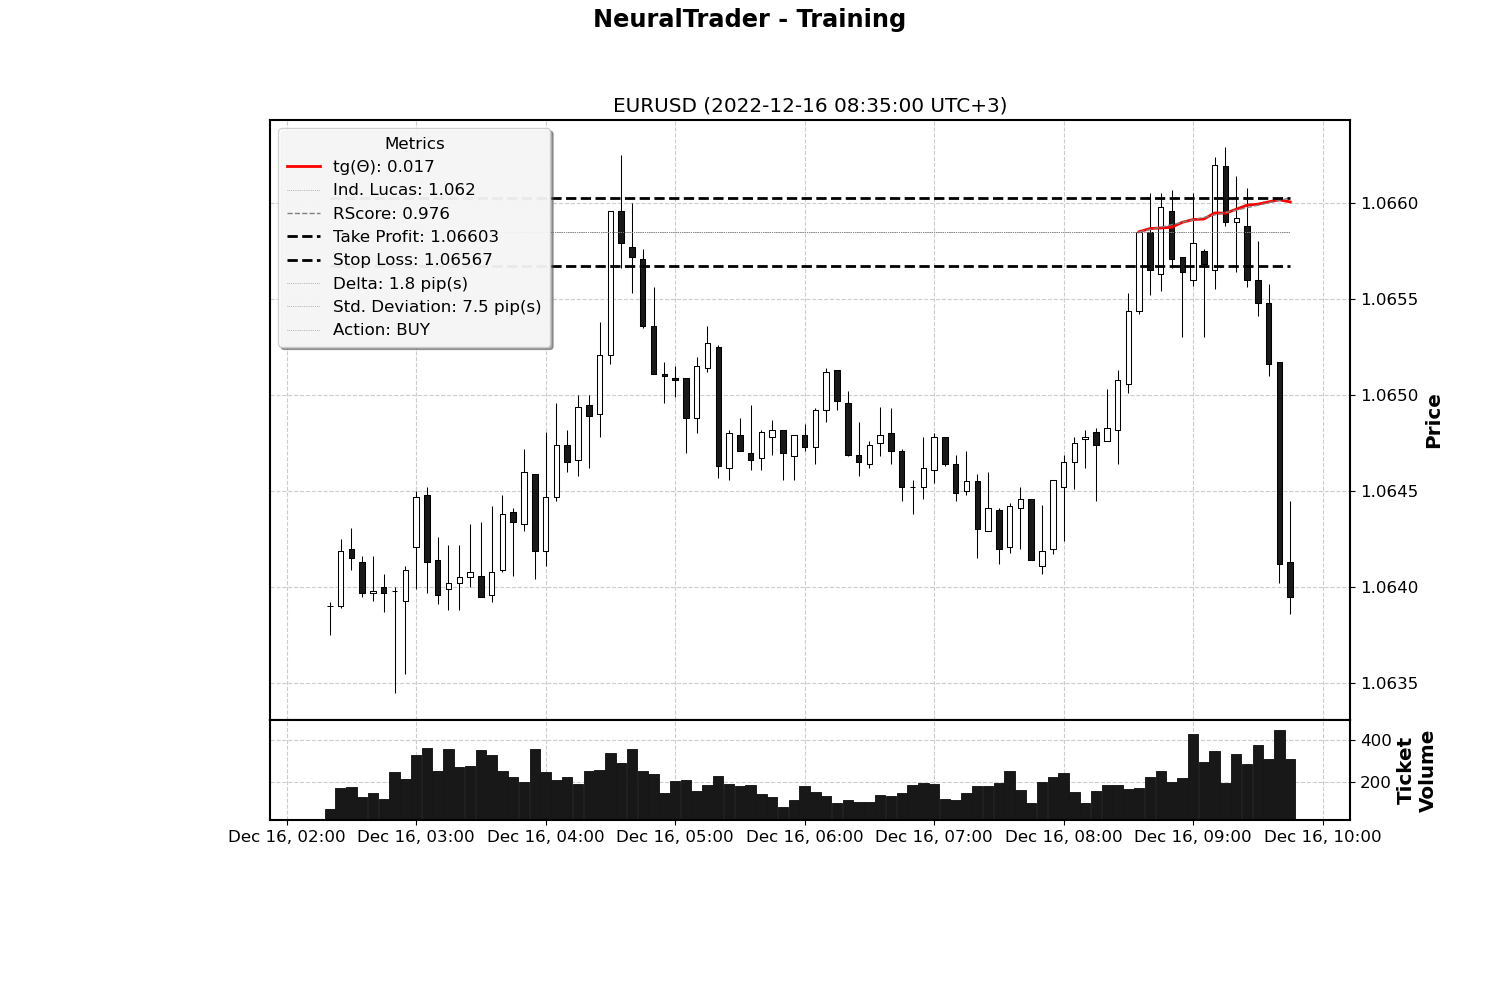 NeuralTrader - Training
EURUSD (2022-12-16 08:35:00 UTC+3)
Metrics
tg(Θ): 0.017
Ind. Lucas: 1.062
RScore: 0.976
Take Profit: 1.06603
Stop Loss: 1.06567
Delta: 1.8 pip(s)
Std. Deviation: 7.5 pip(s)
Action: BUY
1.0660
1.0655
1.0650
1.0645
1.0640
1.0635
Price
400
200
Ticket
Volume
Dec 16, 02:00 Dec 16, 03:00 Dec 16, 04:00 Dec 16, 05:00 Dec 16, 06:00 Dec 16, 07:00 Dec 16, 08:00 Dec 16, 09:00 Dec 16, 10:00